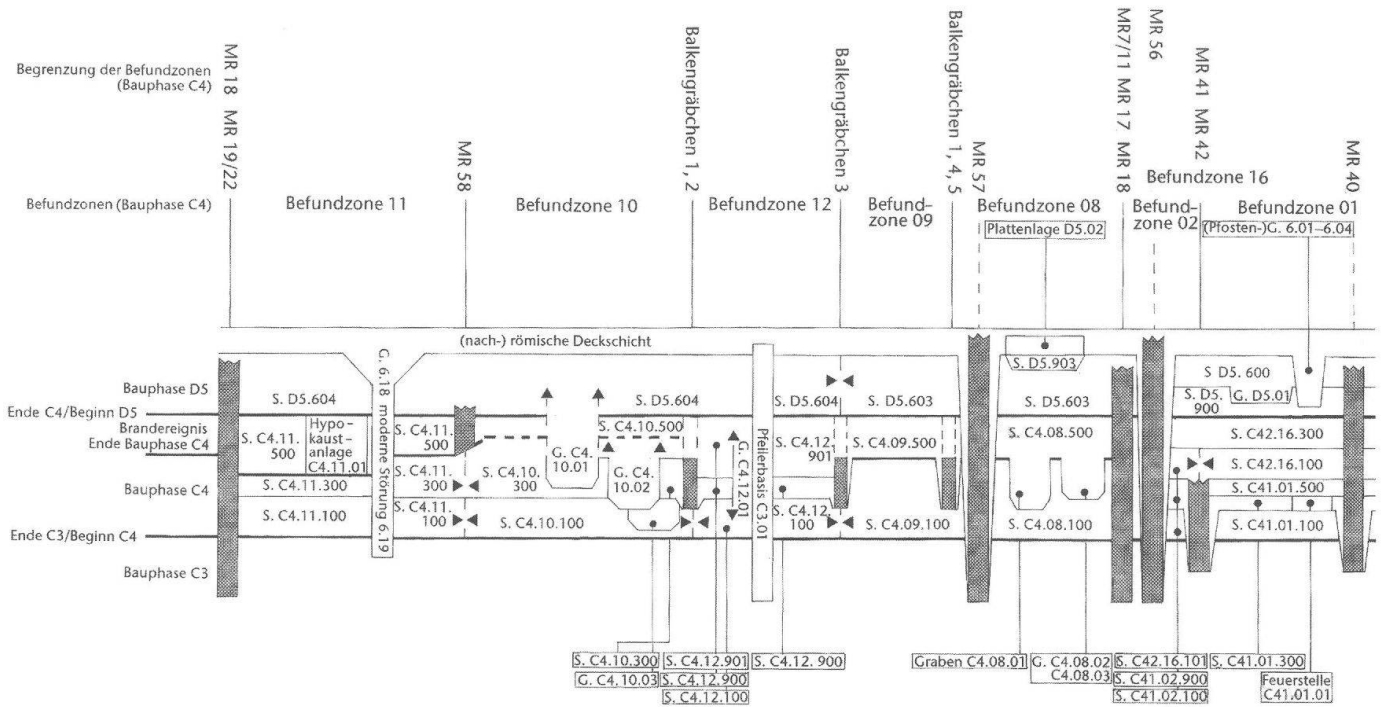 Begrenzung der Befundzonen
(Bauphase C4)
MR 18 MR 19/22
MR 58
Balkengräbchen 1, 2
Balkengräbchen 3
Balkengräbchen 1, 4, 5
MR 57
MR7/11 MR 17 MR 18
MR 56
MR 41 MR 42
MR 40
Befundzonen (Bauphase C4)
Befundzone 11
Befundzone 10
Befundzone 12
Befund-
zone 09
Befundzone 08
Befund-
zone 02
Befundzone 16
Befundzone 01
Plattenlage D5.02
(Pfosten-)G. 6.01–6.04
(nach-) römische Deckschicht
Bauphase D5
Ende C4/Beginn D5
Brandereignis
Ende Bauphase C4
Bauphase C4
Ende C3/Beginn C4
Bauphase C3
S. D5.604
S. C4.11.
500
Hypo-
kaust-
anlage
C4.11.01
S. C4.11.300
S. C4.11.100
G. 6.18 moderne Störung 6.19
S. C4.11.
500
S. C4.11.
300
S. C4.11.
100
S. D5.604
S. C4.10.500
G. C4.
10.01
S. C4.10.
300
G. C4.
10.02
S. C4.10.100
G. C4.12.01
Pfeilerbasis C3.01
S. D5.604
S. C4.12.
901
S. C4.12.
100
S. D5.603
S. C4.09.500
S. C4.09.100
S. D5.903
S. D5.603
S. C4.08.500
S. C4.08.100
S D5. 600
S. D5.
900
G. D5.01
S. C42.16.300
S. C42.16.100
S. C41.01.500
S. C41.01.100
S. C4.10.300
G. C4.10.03
S. C4.12.901
S. C4.12.900
S. C4.12.100
S. C4.12. 900
Graben C4.08.01
G. C4.08.02
C4.08.03
S. C42.16.101
S. C41.02.900
S. C41.02.100
S. C41.01.300
Feuerstelle
C41.01.01